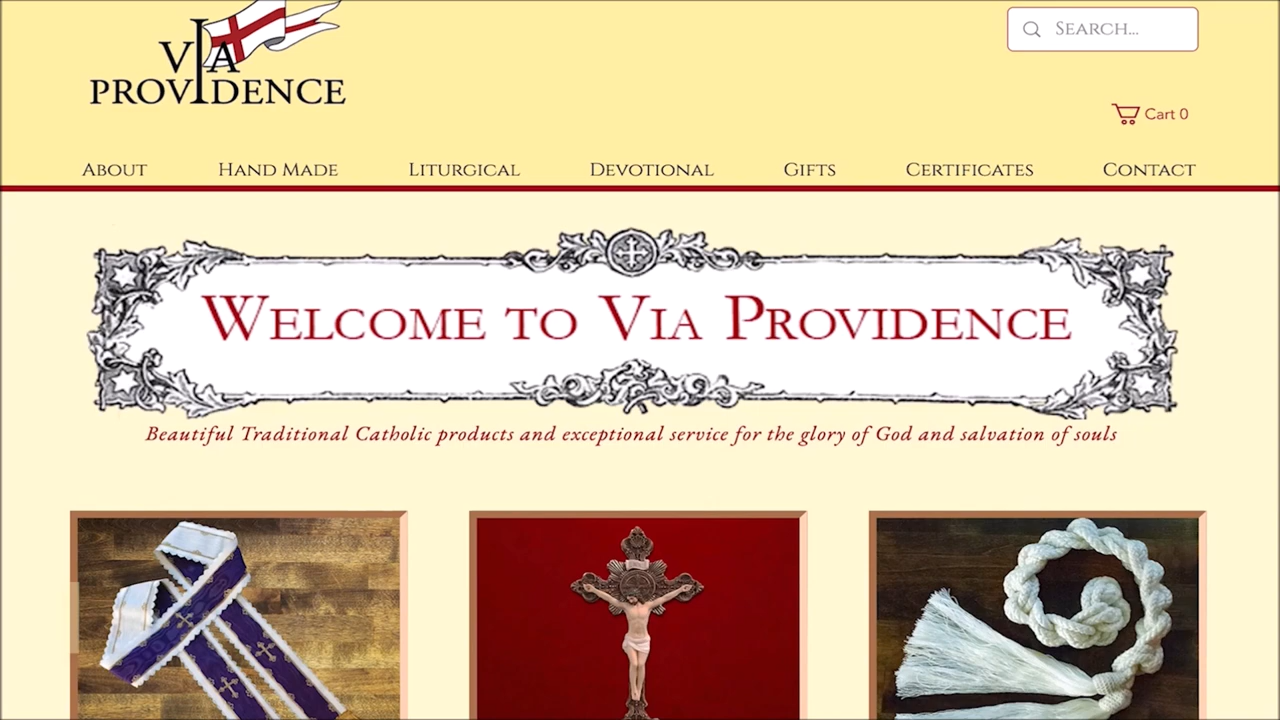 VIA
PROVIDENCE
Search...
Cart 0
About Hand Made Liturgical Devotional Gifts Certificates Contact
Welcome to Via Providence
Beautiful Traditional Catholic products and exceptional service for the glory of God and salvation of souls